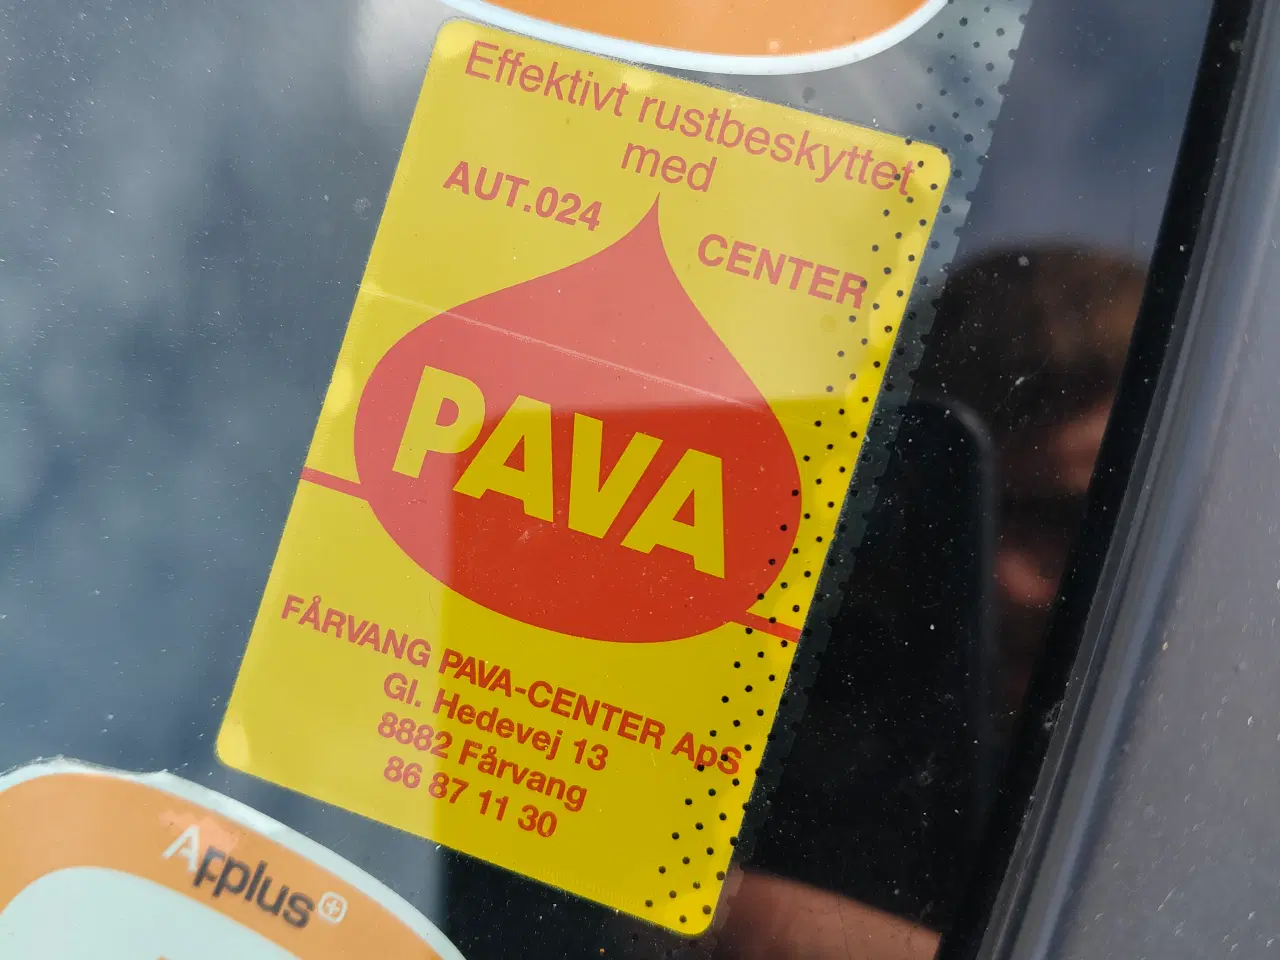 Effektivt rustbeskyttet
med
AUT.024 CENTER
PAVA
FÅRVANG PAVA-CENTER ApS
Gl. Hedevej 13
8882 Fårvang
86 87 11 30
Applus+